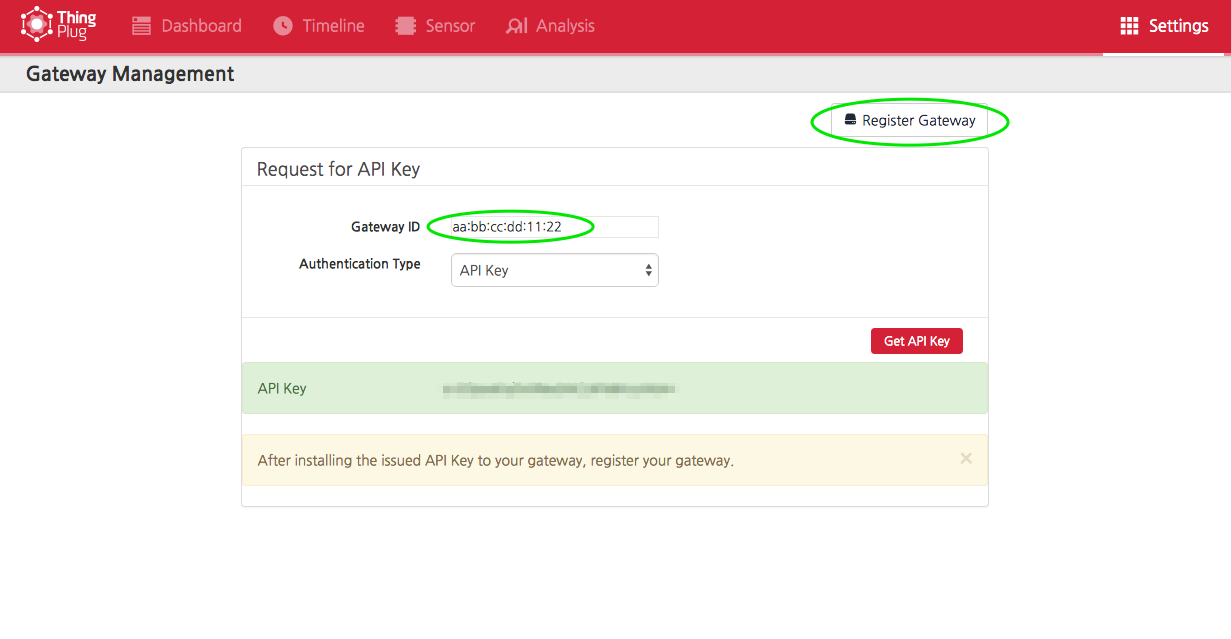 Thing
Plug
Dashboard
Timeline
Sensor
Analysis
Settings
Gateway Management
Register Gateway
Request for API Key
Gateway ID aa:bb:cc:dd:11:22
Authentication Type API Key
Get API Key
API Key
After installing the issued API Key to your gateway, register your gateway.